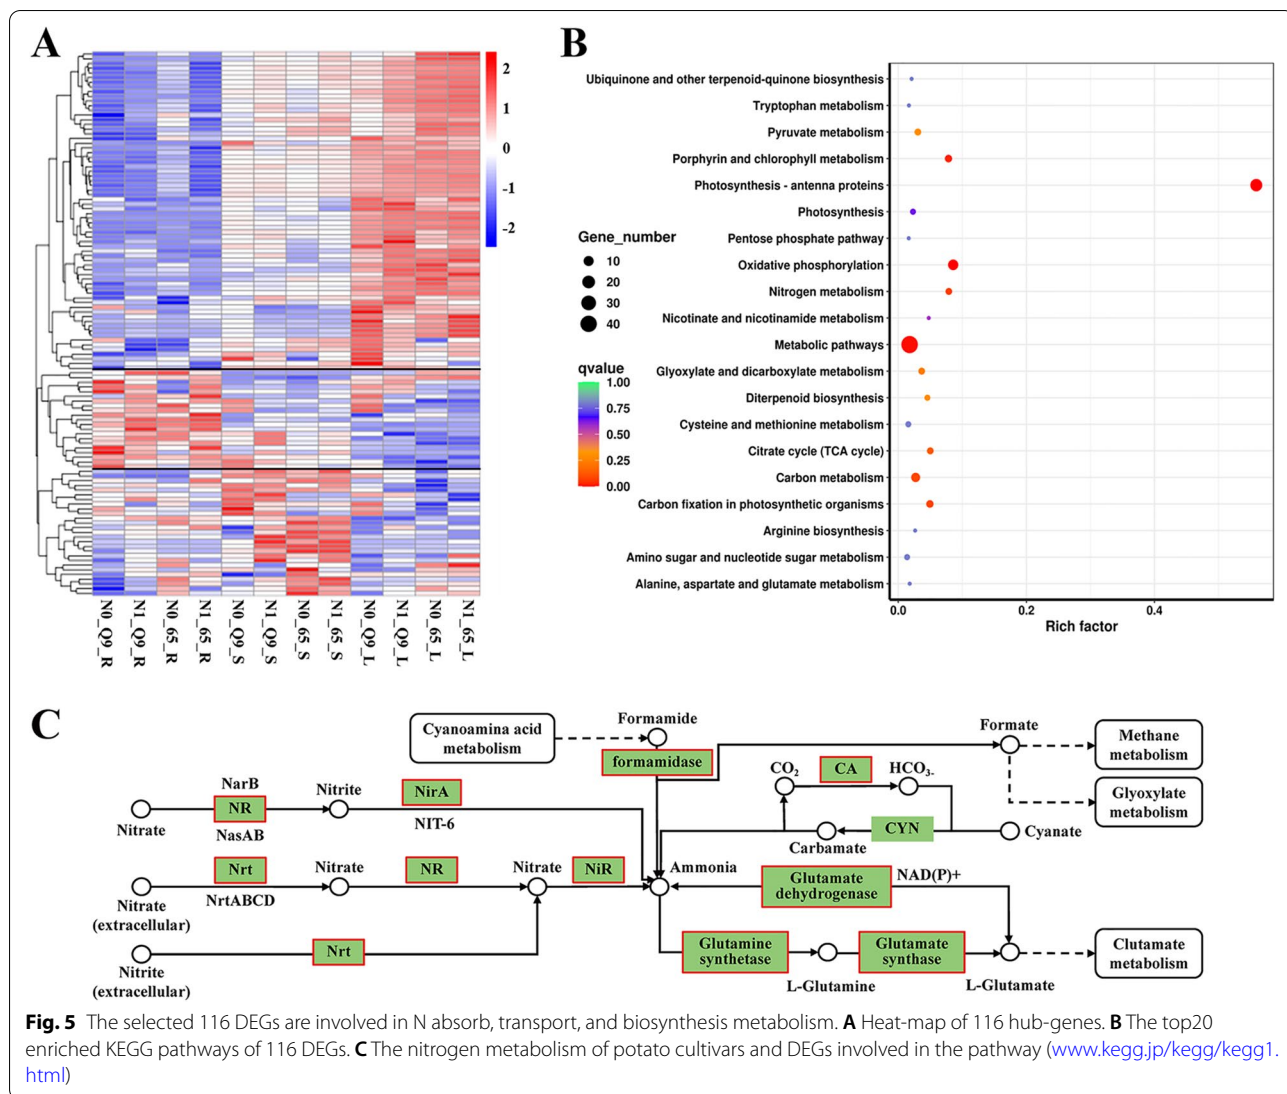 A
2
1
0
-1
-2
N0_Q9_R
N1_Q9_R
N0_65_R
N1_65_R
N0_Q9_S
N1_Q9_S
N0_65_S
N1_65_S
N0_Q9_L
N1_Q9_L
N0_65_L
N1_65_L
B
Ubiquinone and other terpenoid-quinone biosynthesis
Tryptophan metabolism
Pyruvate metabolism
Porphyrin and chlorophyll metabolism
Photosynthesis - antenna proteins
Photosynthesis
Pentose phosphate pathway
Oxidative phosphorylation
Nitrogen metabolism
Nicotinate and nicotinamide metabolism
Metabolic pathways
Glyoxylate and dicarboxylate metabolism
Diterpenoid biosynthesis
Cysteine and methionine metabolism
Citrate cycle (TCA cycle)
Carbon metabolism
Carbon fixation in photosynthetic organisms
Arginine biosynthesis
Amino sugar and nucleotide sugar metabolism
Alanine, aspartate and glutamate metabolism
0.0 0.2 0.4
Rich factor
Gene_number
10
20
30
40
qvalue
1.00
0.75
0.50
0.25
0.00
C
Cyanoamina acid
metabolism
Formamide
formamidase
Formate
Methane
metabolism
Glyoxylate
metabolism
CO2
CA
HCO3-
NarB
NR
NasAB
Nitrate
Nitrite
NirA
NIT-6
CYN
Carbamate
Cyanate
Nrt
NrtABCD
Nitrate
(extracellular)
Nitrate
NR
Nitrate
NiR
Ammonia
Glutamate
dehydrogenase
NAD(P)+
Nrt
Nitrite
(extracellular)
Glutamine
synthetase
L-Glutamine
Glutamate
synthase
L-Glutamate
Clutamate
metabolism
Fig. 5 The selected 116 DEGs are involved in N absorb, transport, and biosynthesis metabolism. A Heat-map of 116 hub-genes. B The top20
enriched KEGG pathways of 116 DEGs. C The nitrogen metabolism of potato cultivars and DEGs involved in the pathway (www.kegg.jp/kegg/kegg1.
html)